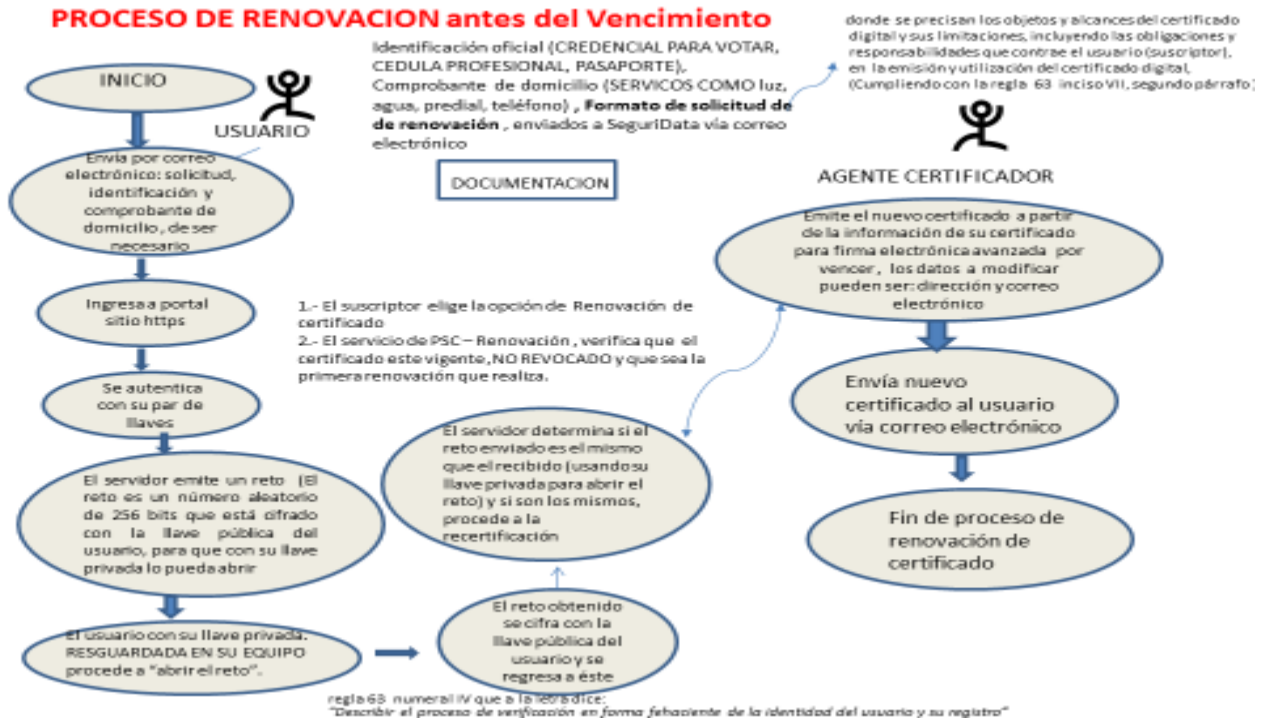 PROCESO DE RENOVACION antes del Vencimiento
Identificación oficial (CREDENCIAL PARA VOTAR,
CEDULA PROFESIONAL, PASAPORTE),
Comprobante de domicilio (SERVICOS COMO luz,
agua, predial, teléfono) , Formato de solicitud de
de renovación , enviados a SeguriData vía correo
electrónico
donde se precisan los objetos y alcances del certificado
digital y sus limitaciones, incluyendo las obligaciones y
responsabilidades que contrae el usuario (suscriptor),
en la emisión y utilización del certificado digital,
(Cumpliendo con la regla 63 inciso VII, segundo párrafo)
INICIO
USUARIO
Envía por correo
electrónico: solicitud,
identificación y
comprobante de
domicilio , de ser
necesario
DOCUMENTACION
AGENTE CERTIFICADOR
Emite el nuevo certificado a partir
de la información de su certificado
para firma electrónica avanzada por
vencer , los datos a modificar
pueden ser: dirección y correo
electrónico
Ingresa a portal
sitio https
1.- El suscriptor elige la opción de Renovación de
certificado
2.- El servicio de PSC – Renovación , verifica que el
certificado este vigente, NO REVOCADO y que sea la
primera renovación que realiza.
Se autentica
con su par de
llaves
Envía nuevo
certificado al usuario
vía correo electrónico
El servidor emite un reto (El
reto es un número aleatorio
de 256 bits que está cifrado
con la llave pública del
usuario, para que con su llave
privada lo pueda abrir
El servidor determina si el
reto enviado es el mismo
que el recibido (usando su
llave privada para abrir el
reto) y si son los mismos,
procede a la
recertificación
Fin de proceso de
renovación de
certificado
El usuario con su llave privada.
RESGUARDADA EN SU EQUIPO
procede a "abrir el reto".
El reto obtenido
se cifra con la
llave pública del
usuario y se
regresa a éste
regla 63 numeral IV que a la letra dice:
"Describir el proceso de verificación en forma fehaciente de la identidad del usuario y su registro"